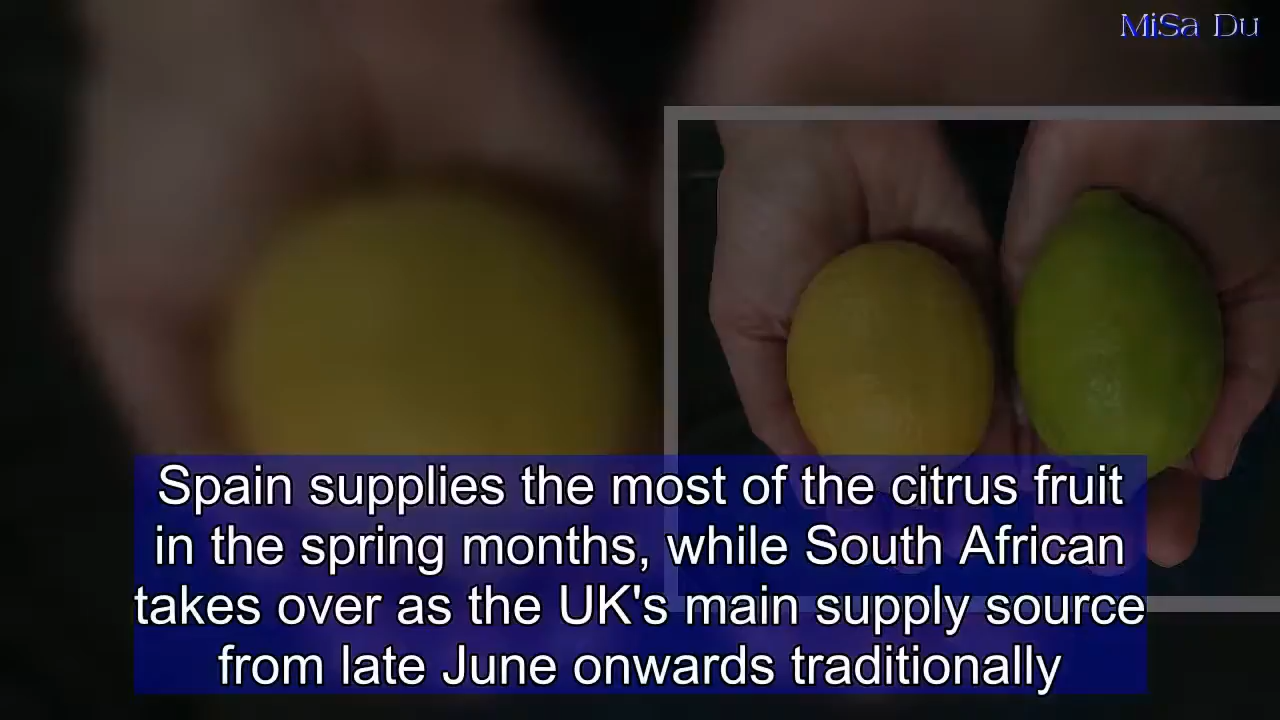 MiSa Du
Spain supplies the most of the citrus fruit
in the spring months, while South African
takes over as the UK's main supply source
from late June onwards traditionally